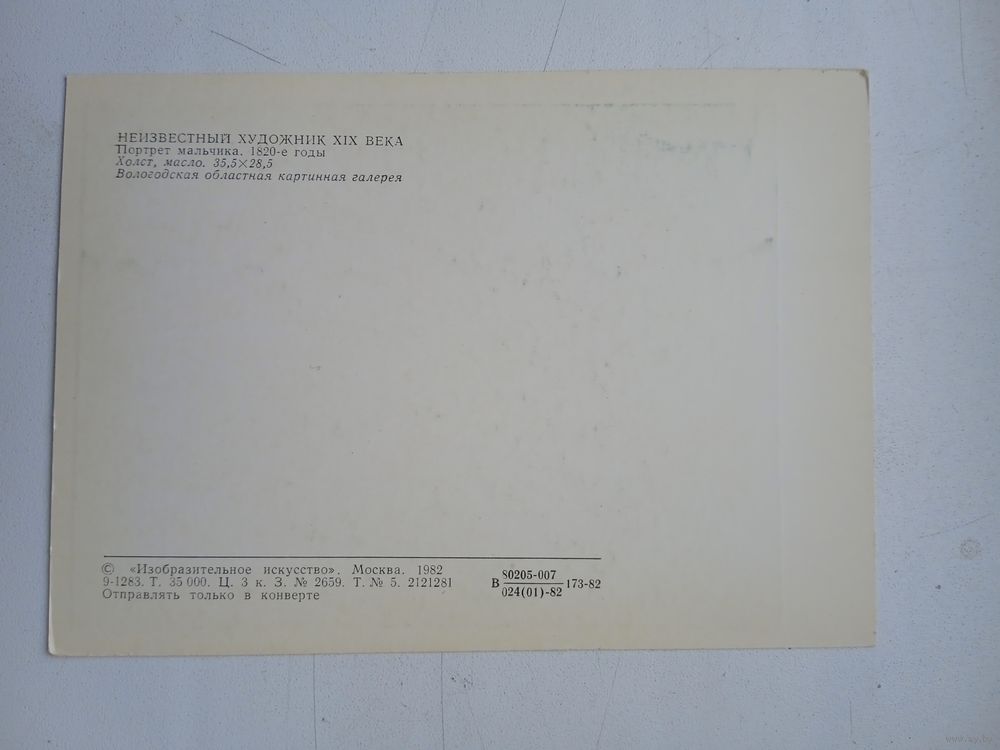 НЕИЗВЕСТНЫЙ ХУДОЖНИК XIX ВЕКА
Портрет мальчика. 1820-е годы
Холст, масло. 35,5×28,5
Вологодская областная картинная галерея
© «Изобразительное искусство». Москва. 1982
9-1283. Т. 35 000. Ц. 3 к. З. № 2659. Т. № 5. 2121281
Отправлять только в конверте
В 80205-007 173-82
024(01)-82